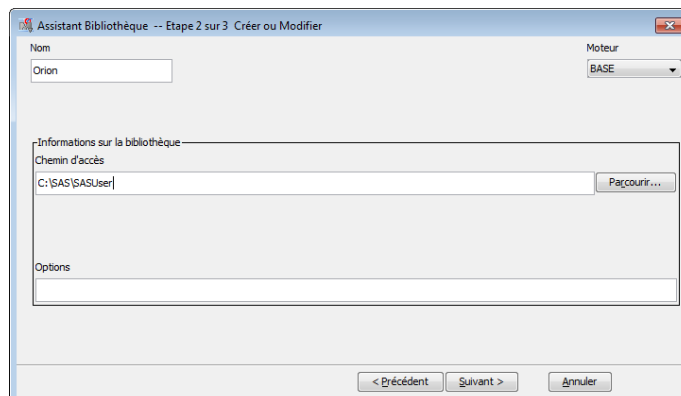 Assistant Bibliothèque -- Etape 2 sur 3 Créer ou Modifier
Nom
Moteur
Orion
BASE
Informations sur la bibliothèque
Chemin d'accès
C:\SAS\SASUser
Parcourir...
Options
< Précédent
Suivant >
Annuler